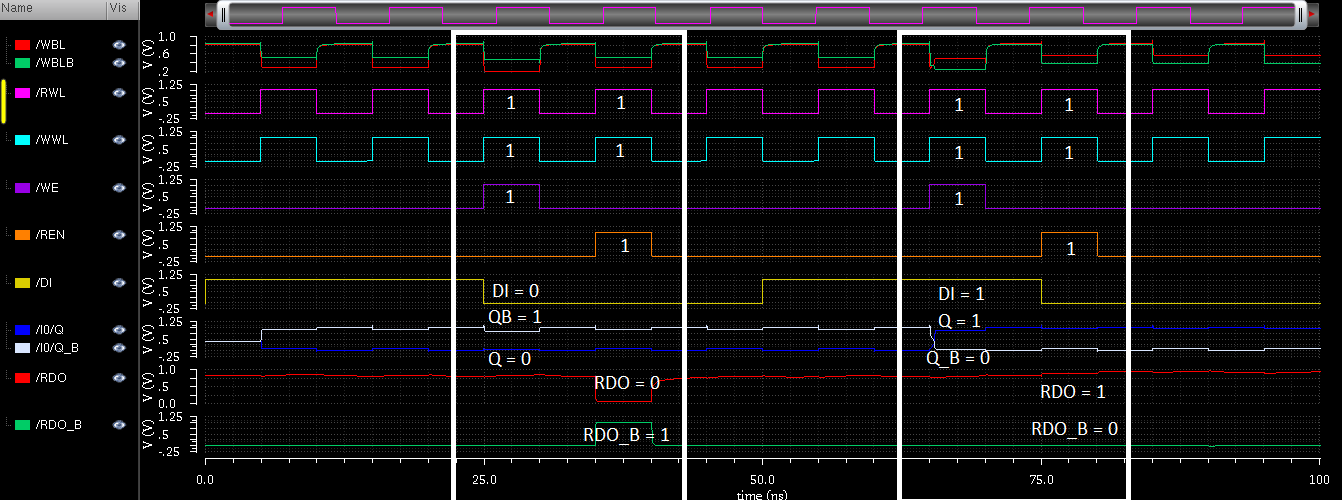 Name Vis
/WBL
/WBLB
/RWL
/WWL
/WE
/REN
/DI
/I0/Q
/I0/Q_B
/RDO
/RDO_B
V (V) 1.0 .6 .2
V (V) 1.25 .5 -.25
1 1 1 1
V (V) 1.25 .5 -.25
1 1 1 1
V (V) 1.25 .5 -.25
1 1
V (V) 1.25 .5 -.25
1 1
V (V) 1.25 .5 -.25
DI = 0 DI = 1
V (V) 1.25 .5 -.25
QB = 1 Q = 1
Q = 0 Q_B = 0
V (V) 1.0 .5 0.0
RDO = 0 RDO = 1
V (V) 1.25 .5 -.25
RDO_B = 1 RDO_B = 0
0.0 25.0 50.0 75.0 100
time (ns)